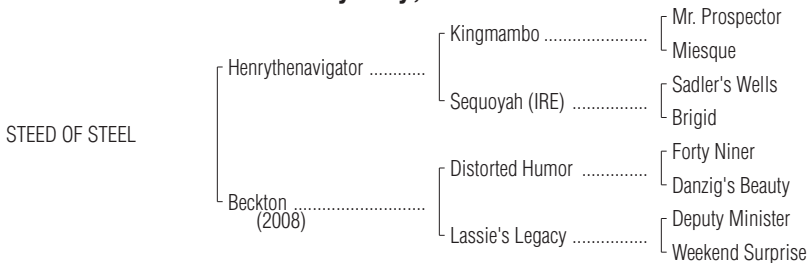 Mr. Prospector
Kingmambo ......................
Miesque
Henrythenavigator ............
Sadler's Wells
Sequoyah (IRE) ................
Brigid
STEED OF STEEL
Forty Niner
Distorted Humor ..............
Danzig's Beauty
Beckton ............................
(2008)
Deputy Minister
Lassie's Legacy ................
Weekend Surprise